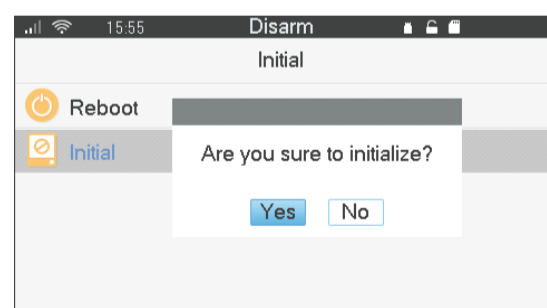 15:55 Disarm
Initial
Reboot
Initial
Are you sure to initialize?
Yes No